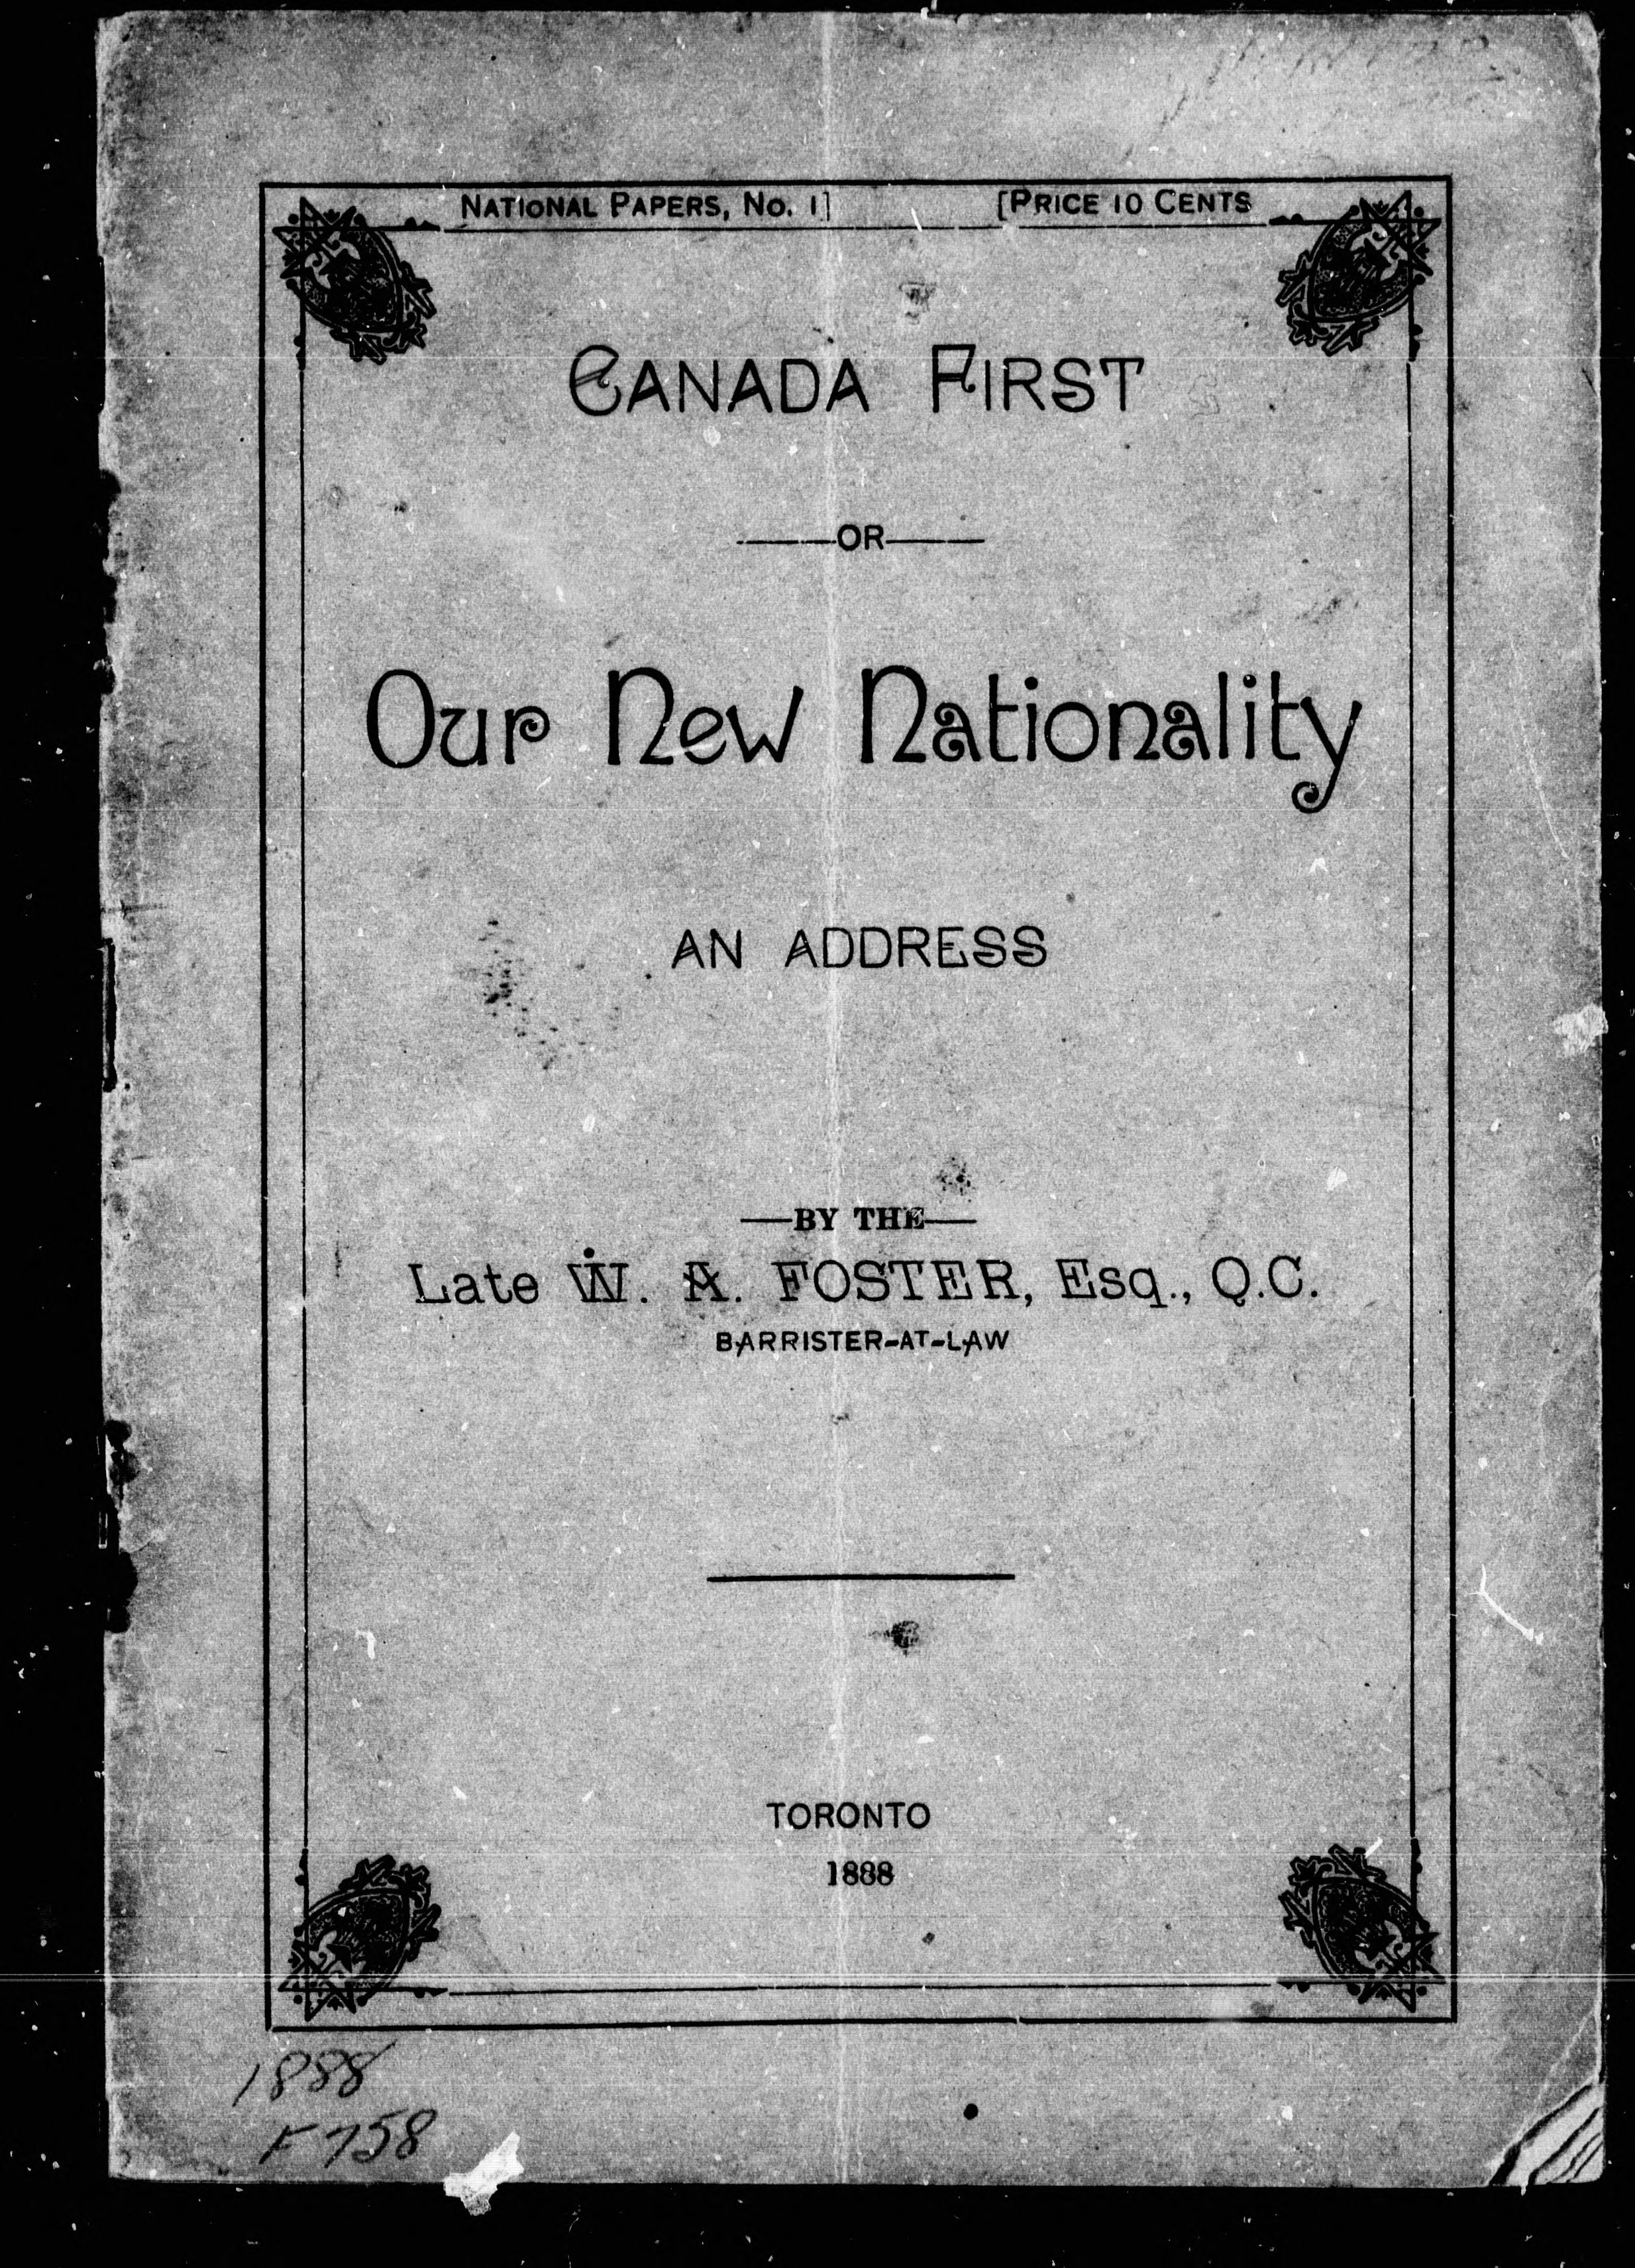 NATIONAL PAPERS, No. 1] [PRICE 10 CENTS
CANADA FIRST
—OR—
Our New Nationality
AN ADDRESS
—BY THE—
Late W. A. FOSTER, Esq., Q.C.
BARRISTER-AT-LAW
TORONTO
1888
1888
F758